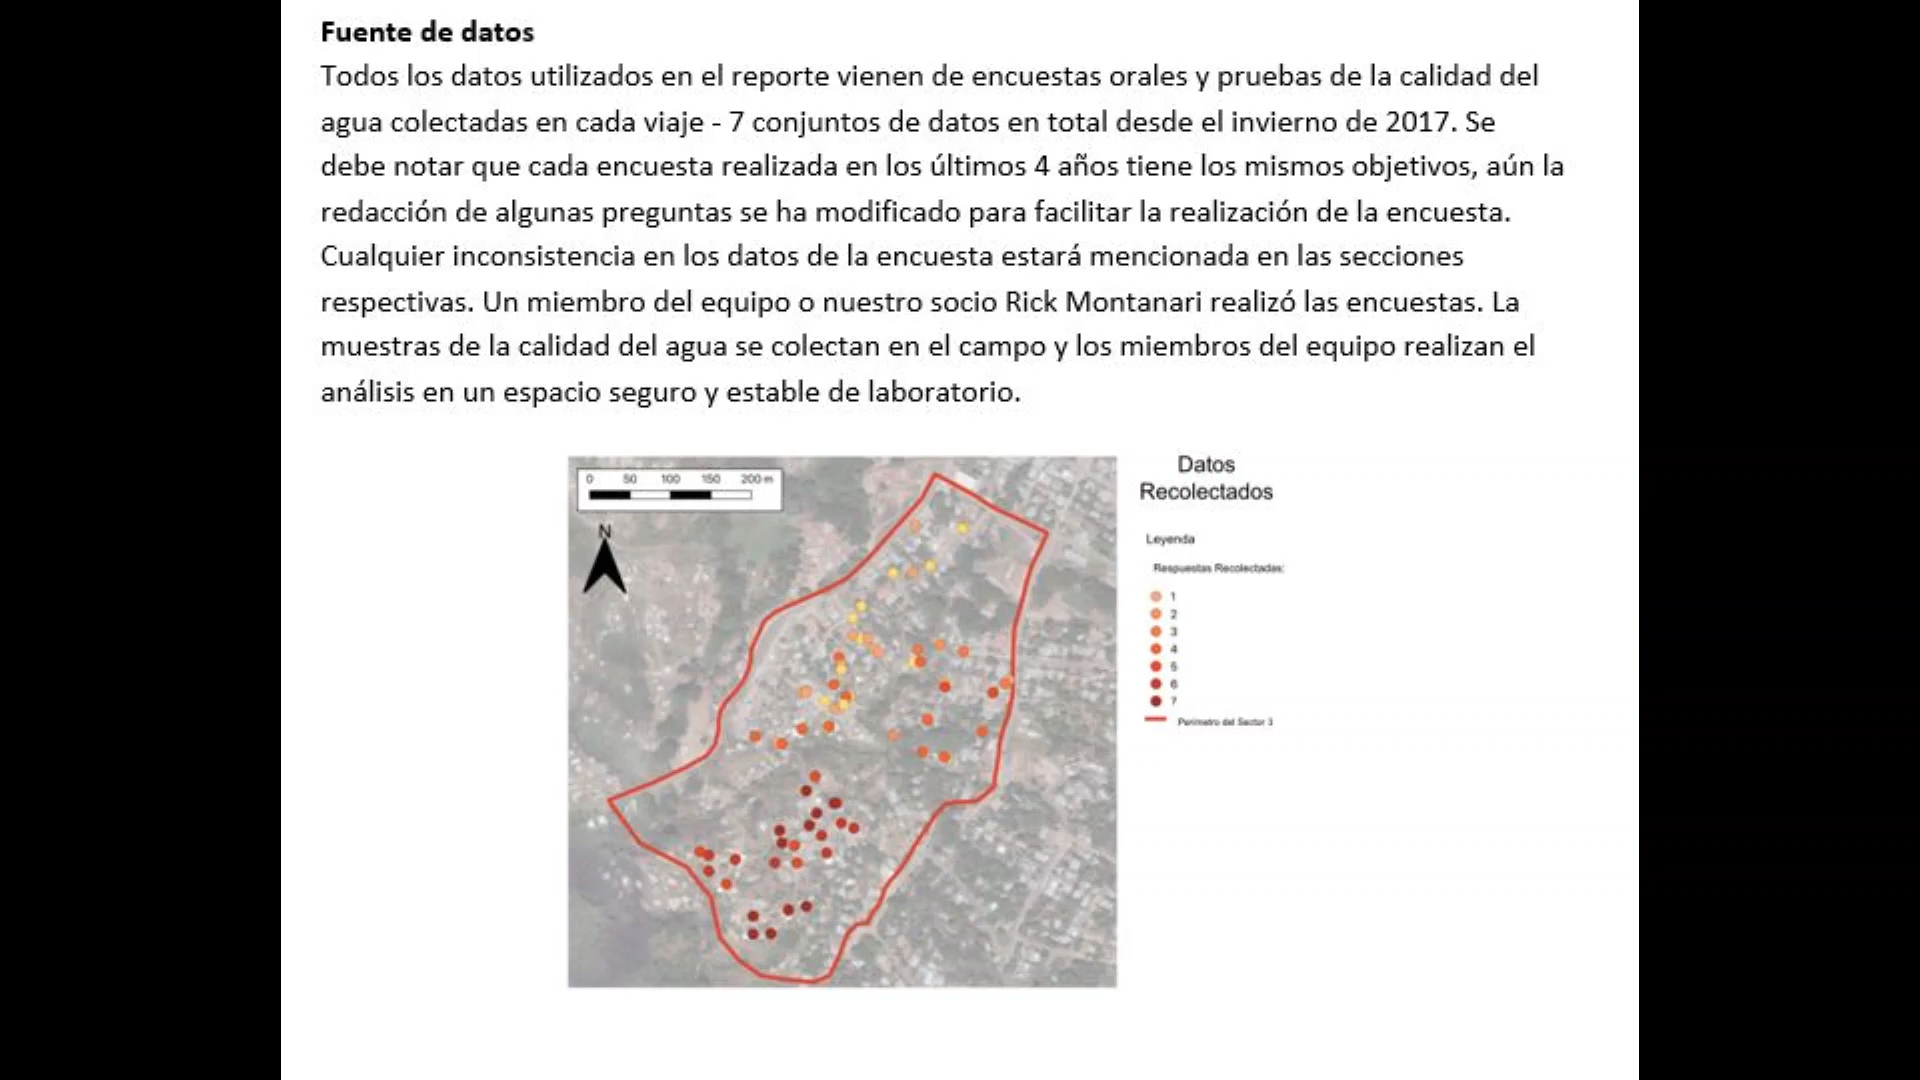 Fuente de datos
Todos los datos utilizados en el reporte vienen de encuestas orales y pruebas de la calidad del
agua colectadas en cada viaje - 7 conjuntos de datos en total desde el invierno de 2017. Se
debe notar que cada encuesta realizada en los últimos 4 años tiene los mismos objetivos, aún la
redacción de algunas preguntas se ha modificado para facilitar la realización de la encuesta.
Cualquier inconsistencia en los datos de la encuesta estará mencionada en las secciones
respectivas. Un miembro del equipo o nuestro socio Rick Montanari realizó las encuestas. La
muestras de la calidad del agua se colectan en el campo y los miembros del equipo realizan el
análisis en un espacio seguro y estable de laboratorio.
0 50 100 150 200 m
N
Datos
Recolectados
Leyenda
Respuestas Recolectadas:
1
2
3
4
5
6
7
Perímetro del Sector 3